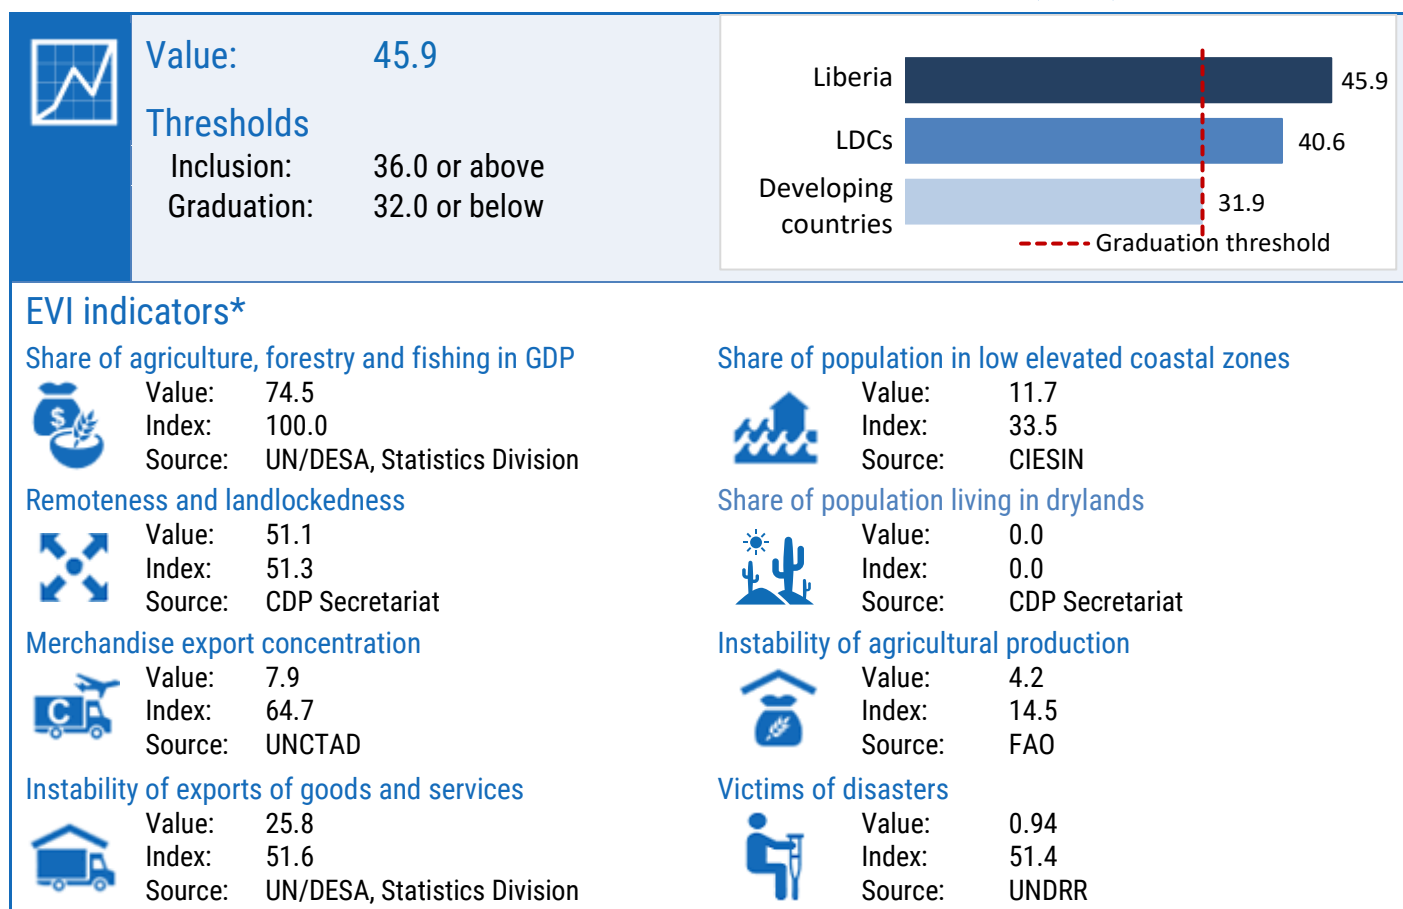 Value: 45.9
Thresholds
Inclusion: 36.0 or above
Graduation: 32.0 or below
Liberia 45.9
LDCs 40.6
Developing
countries 31.9
Graduation threshold
EVI indicators*
Share of agriculture, forestry and fishing in GDP
$
Value: 74.5
Index: 100.0
Source: UN/DESA, Statistics Division
Share of population in low elevated coastal zones
Value: 11.7
Index: 33.5
Source: CIESIN
Remoteness and landlockedness
Value: 51.1
Index: 51.3
Source: CDP Secretariat
Share of population living in drylands
Value: 0.0
Index: 0.0
Source: CDP Secretariat
Merchandise export concentration
C
Value: 7.9
Index: 64.7
Source: UNCTAD
Instability of agricultural production
Value: 4.2
Index: 14.5
Source: FAO
Instability of exports of goods and services
Value: 25.8
Index: 51.6
Source: UN/DESA, Statistics Division
Victims of disasters
Value: 0.94
Index: 51.4
Source: UNDRR